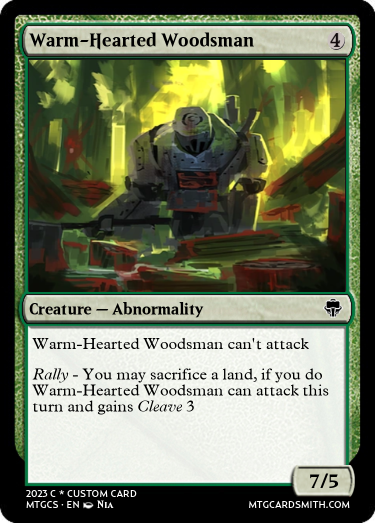 Warm-Hearted Woodsman 4
Creature — Abnormality
Warm-Hearted Woodsman can't attack
Rally - You may sacrifice a land, if you do
Warm-Hearted Woodsman can attack this
turn and gains Cleave 3
7/5
2023 C * CUSTOM CARD
MTGCS · EN Nia MTGCARDSMITH.COM